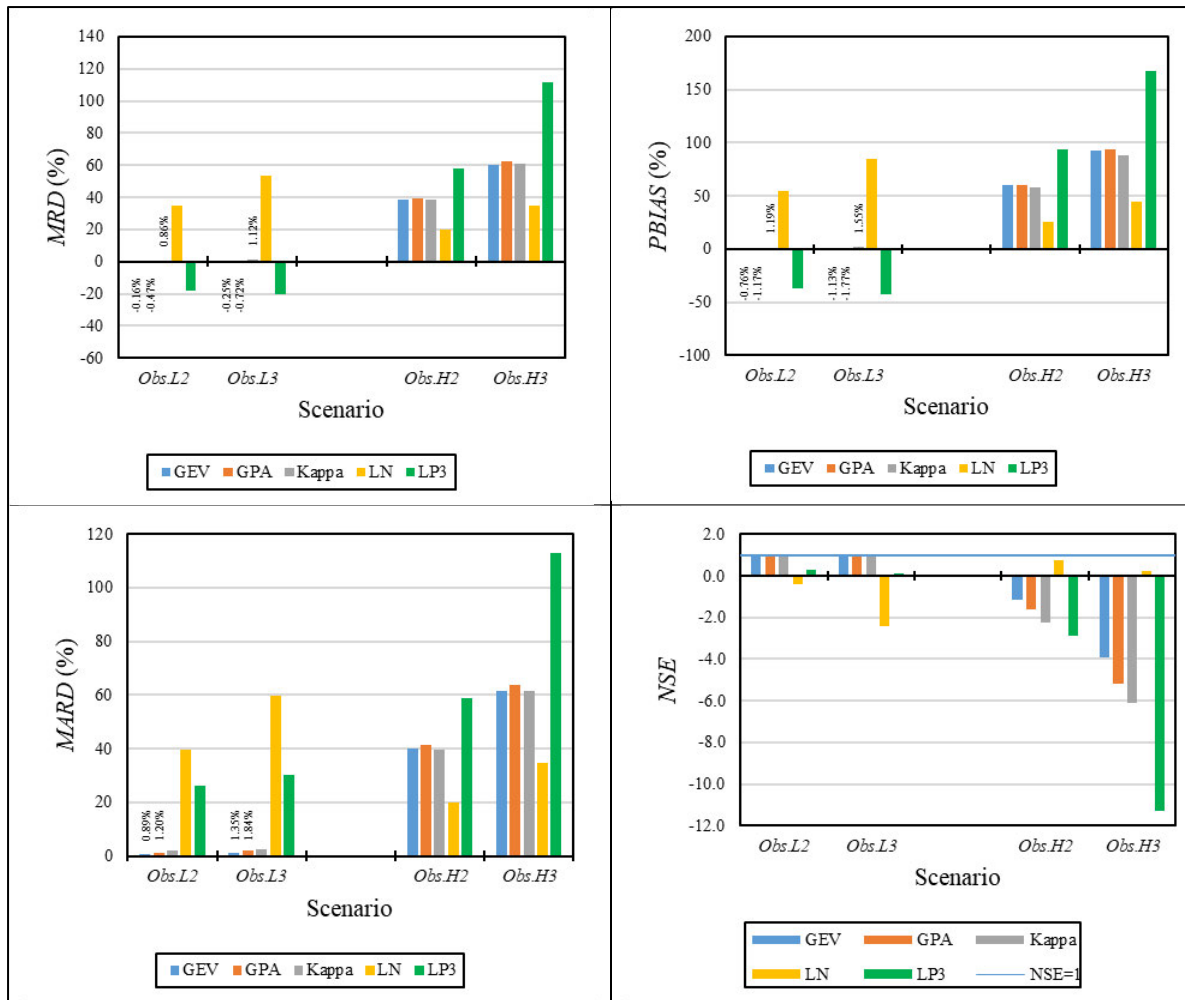 140
120
100
80
60
40
20
0
-20
-40
-60
MRD (%)
0.86%
1.12%
-0.16%
-0.47%
-0.25%
-0.72%
Obs.L2 Obs.L3 Obs.H2 Obs.H3
Scenario
GEV GPA Kappa LN LP3
200
150
100
50
0
-50
-100
PBIAS (%)
1.19%
1.55%
-0.76%
-1.17%
-1.13%
-1.77%
Obs.L2 Obs.L3 Obs.H2 Obs.H3
Scenario
GEV GPA Kappa LN LP3
120
100
80
60
40
20
0
MARD (%)
0.89%
1.20%
1.35%
1.84%
Obs.L2 Obs.L3 Obs.H2 Obs.H3
Scenario
GEV GPA Kappa LN LP3
2.0
0.0
-2.0
-4.0
-6.0
-8.0
-10.0
-12.0
NSE
Obs.L2 Obs.L3 Obs.H2 Obs.H3
Scenario
GEV GPA Kappa
LN LP3 NSE=1